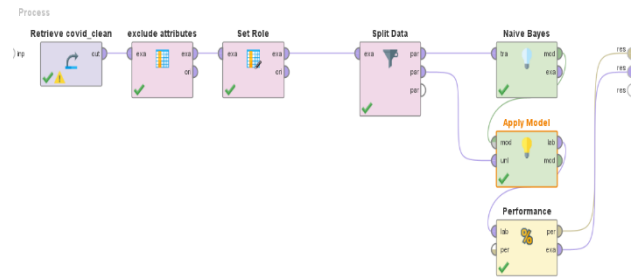 Process
Retrieve covid_clean
exclude attributes
Set Role
Split Data
Naive Bayes
inp
out
exa
exa
ori
exa
exa
ori
exa
par
par
par
tra
mod
exa
res
res
res
Apply Model
mod
lab
unl
mod
Performance
lab
per
per
exa
%